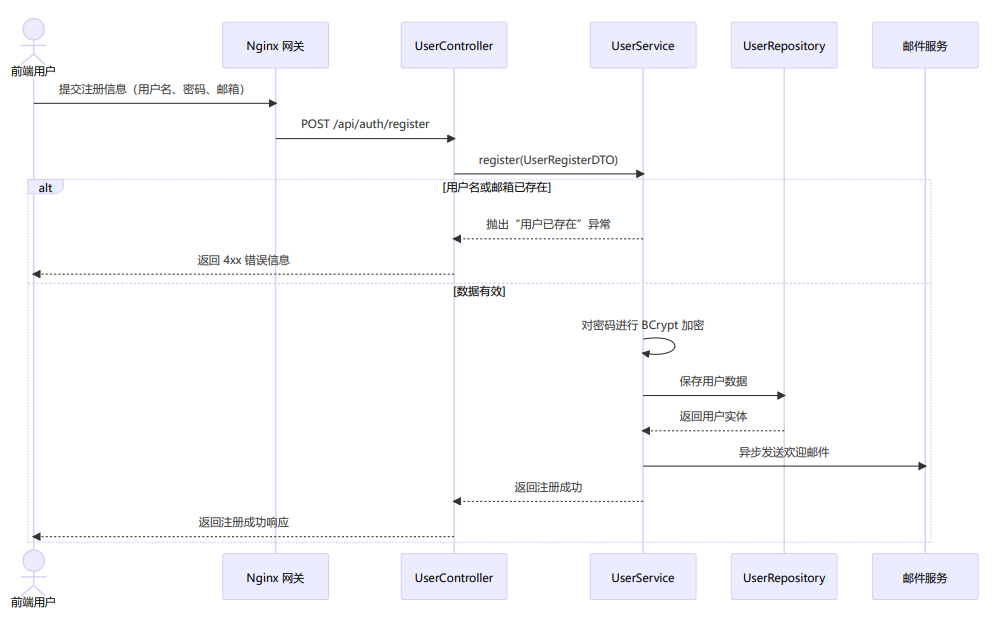 前端用户
Nginx 网关
UserController
UserService
UserRepository
邮件服务
提交注册信息（用户名、密码、邮箱）
POST /api/auth/register
register(UserRegisterDTO)
alt
[用户名或邮箱已存在]
抛出“用户已存在”异常
返回 4xx 错误信息
[数据有效]
对密码进行 BCrypt 加密
保存用户数据
返回用户实体
异步发送欢迎邮件
返回注册成功
返回注册成功响应
前端用户
Nginx 网关
UserController
UserService
UserRepository
邮件服务